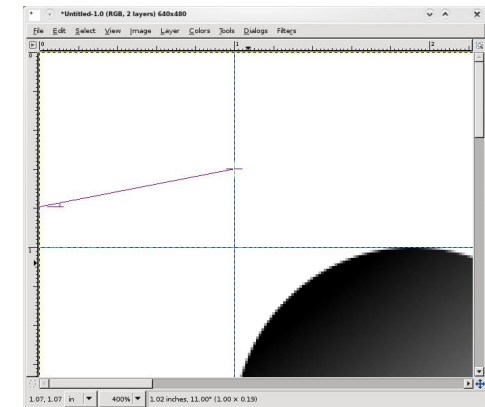 *Untitled-1.0 (RGB, 2 layers) 640x480
File Edit Select View Image Layer Colors Tools Dialogs Filters
0 1 2
0
1
1.07, 1.07 in 400% 1.02 inches, 11.00° (1.00 × 0.19)